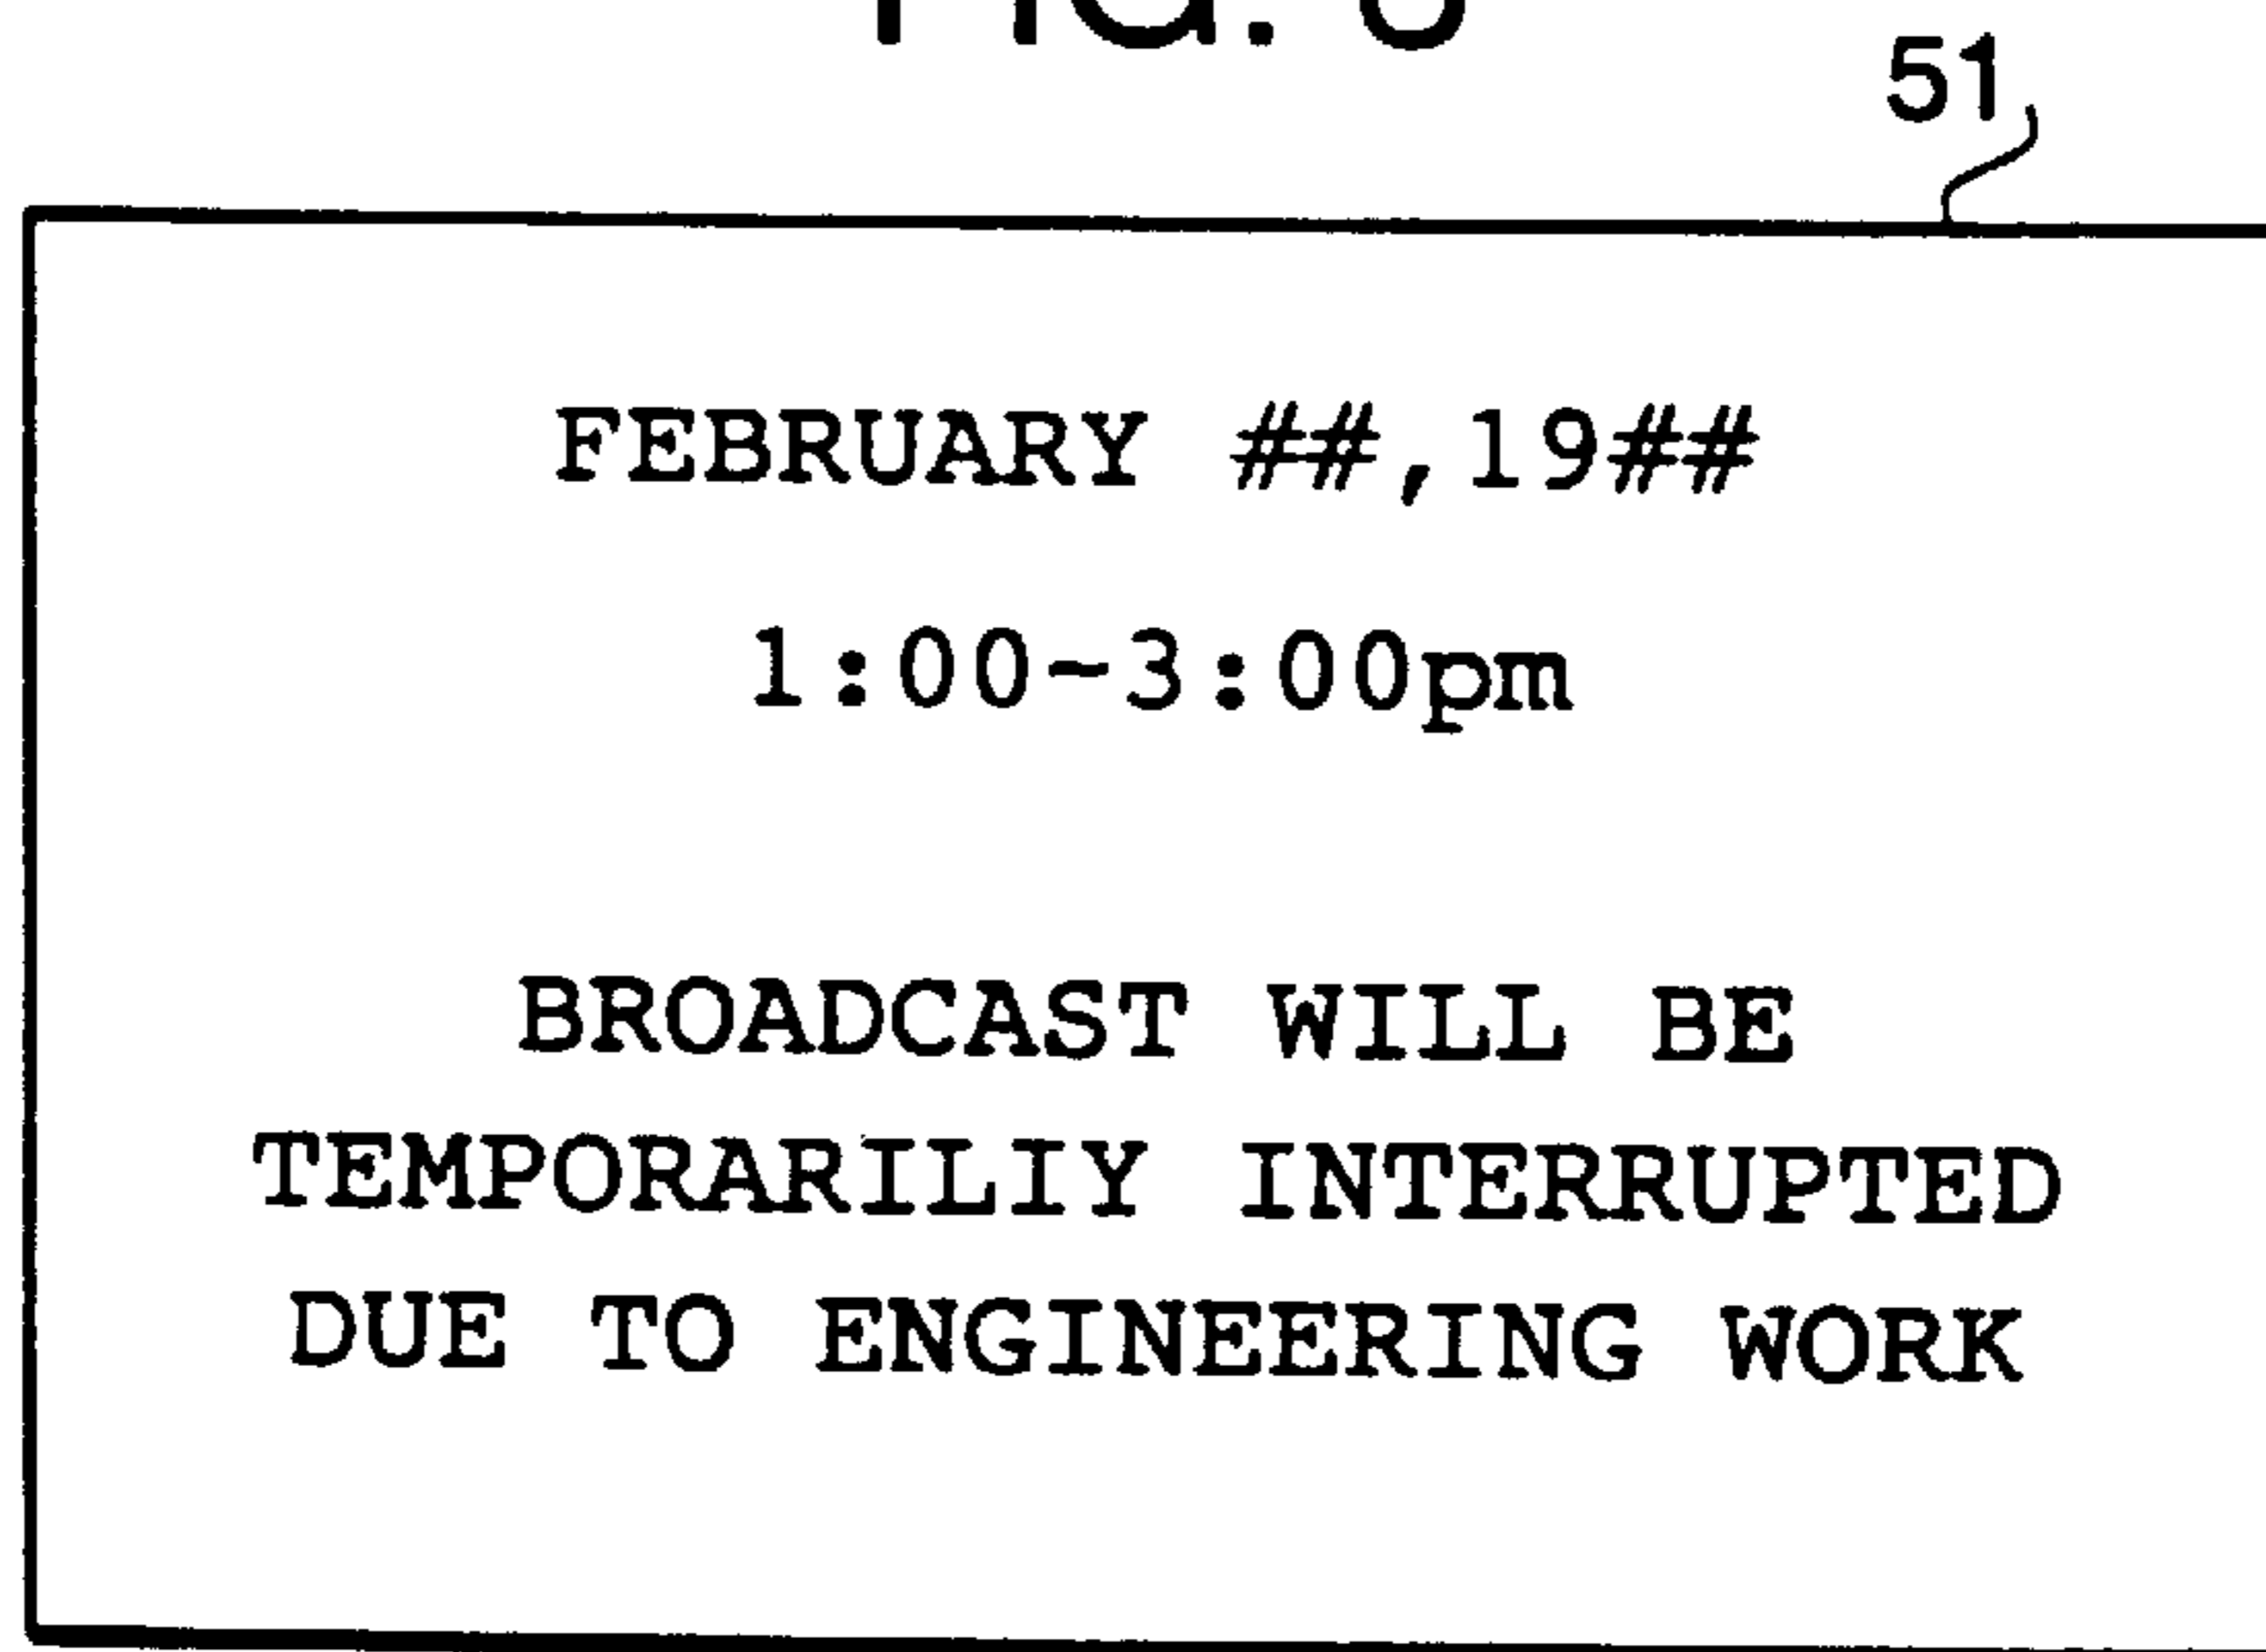 51
FEBRUARY ##,19##
1:00-3:00pm
BROADCAST WILL BE
TEMPORARILIY INTERRUPTED
DUE TO ENGINEERING WORK